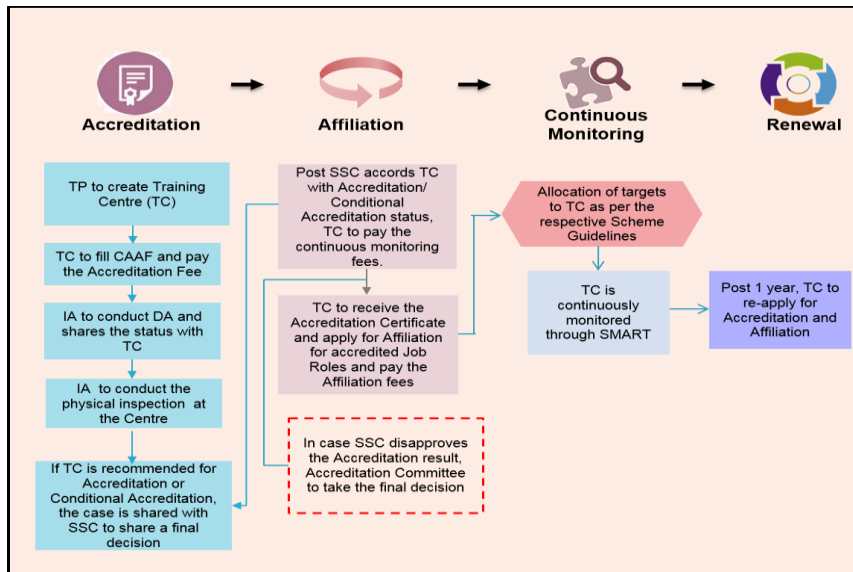 Accreditation
Affiliation
Continuous
Monitoring
Renewal
TP to create Training
Centre (TC)
TC to fill CAAF and pay
the Accreditation Fee
IA to conduct DA and
shares the status with
TC
IA to conduct the
physical inspection at
the Centre
If TC is recommended for
Accreditation or
Conditional Accreditation,
the case is shared with
SSC to share a final
decision
Post SSC accords TC
with Accreditation/
Conditional
Accreditation status,
TC to pay the
continuous monitoring
fees.
TC to receive the
Accreditation Certificate
and apply for Affiliation
for accredited Job
Roles and pay the
Affiliation fees
In case SSC disapproves
the Accreditation result,
Accreditation Committee
to take the final decision
Allocation of targets
to TC as per the
respective Scheme
Guidelines
TC is
continuously
monitored
through SMART
Post 1 year, TC to
re-apply for
Accreditation and
Affiliation